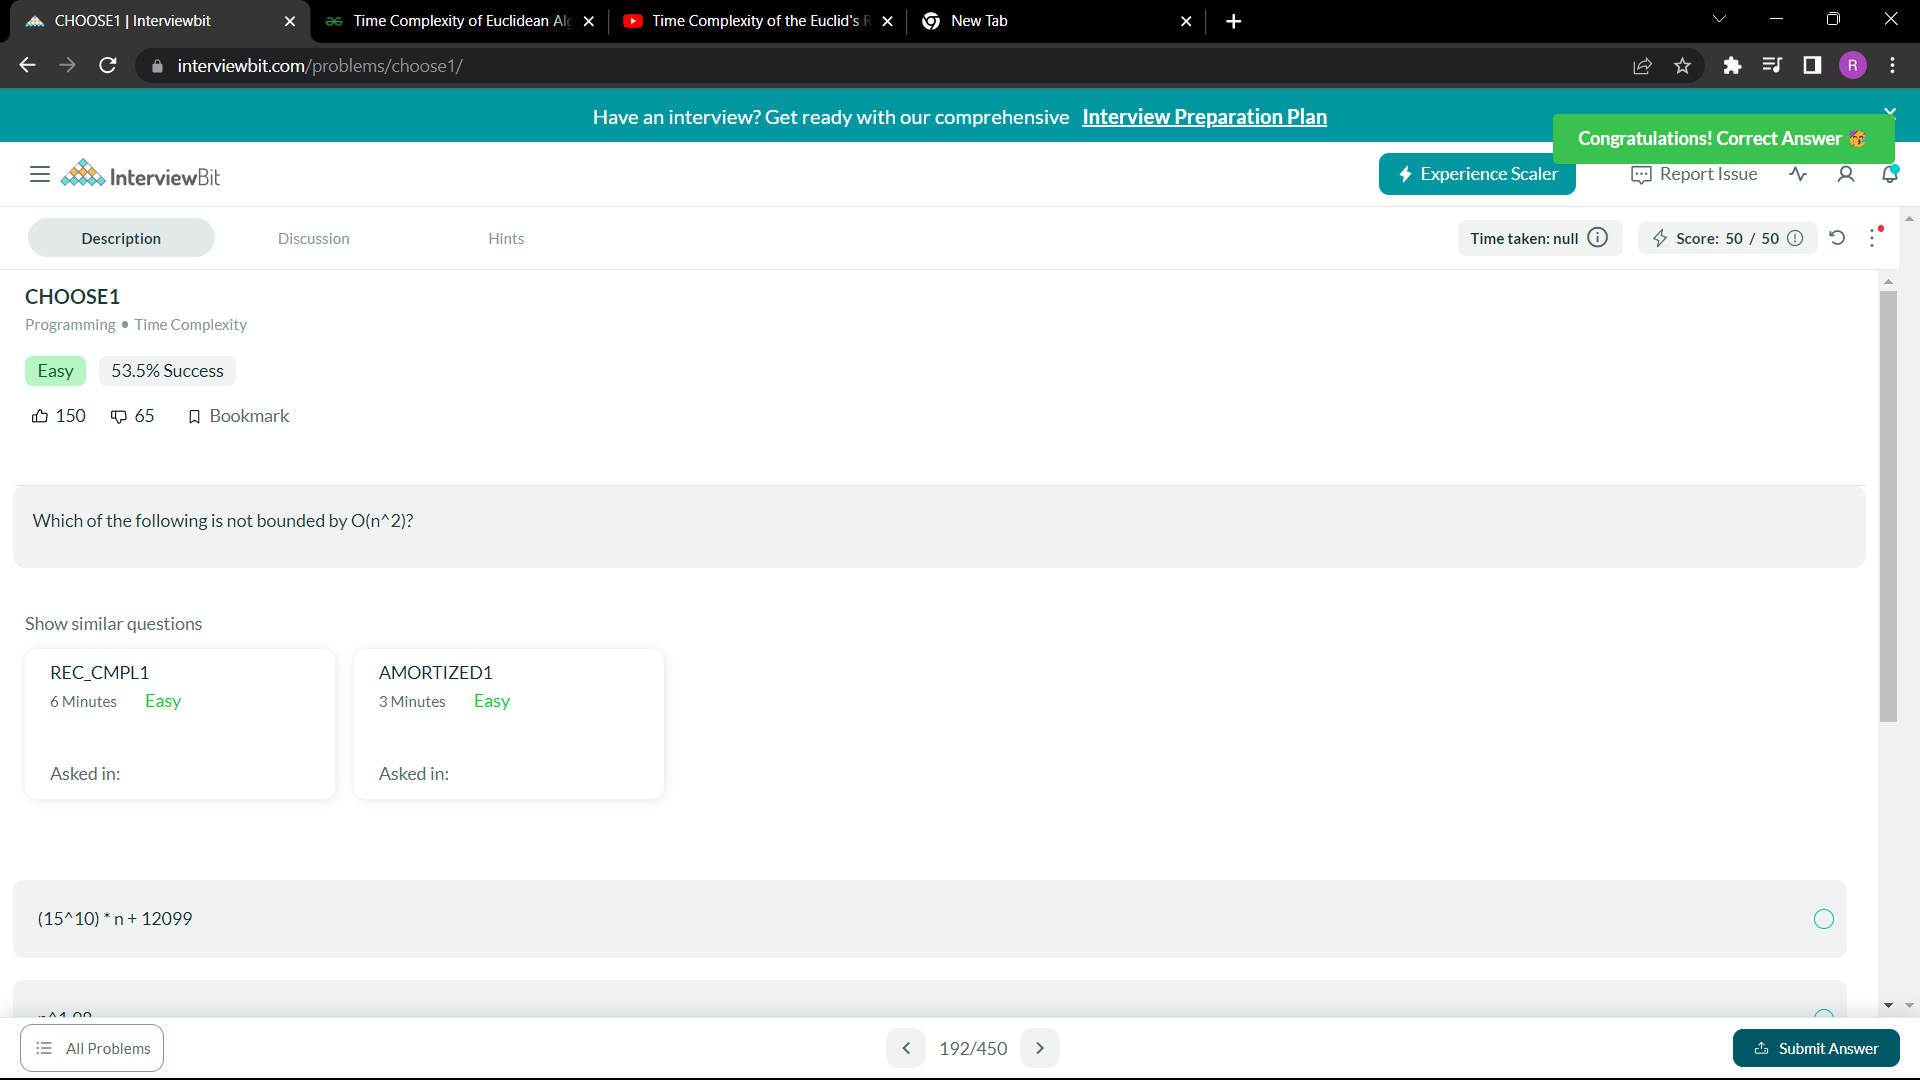 CHOOSE1 | Interviewbit
Time Complexity of Euclidean Al
Time Complexity of the Euclid's
New Tab
interviewbit.com/problems/choose1/
R
Have an interview? Get ready with our comprehensive Interview Preparation Plan
Congratulations! Correct Answer
InterviewBit
Experience Scaler
Report Issue
Description
Discussion
Hints
Time taken: null
Score: 50 / 50
CHOOSE1
Programming • Time Complexity
Easy
53.5% Success
150
65
Bookmark
Which of the following is not bounded by O(n^2)?
Show similar questions
REC_CMPL1
6 Minutes Easy
Asked in:
AMORTIZED1
3 Minutes Easy
Asked in:
(15^10) * n + 12099
All Problems
192/450
Submit Answer